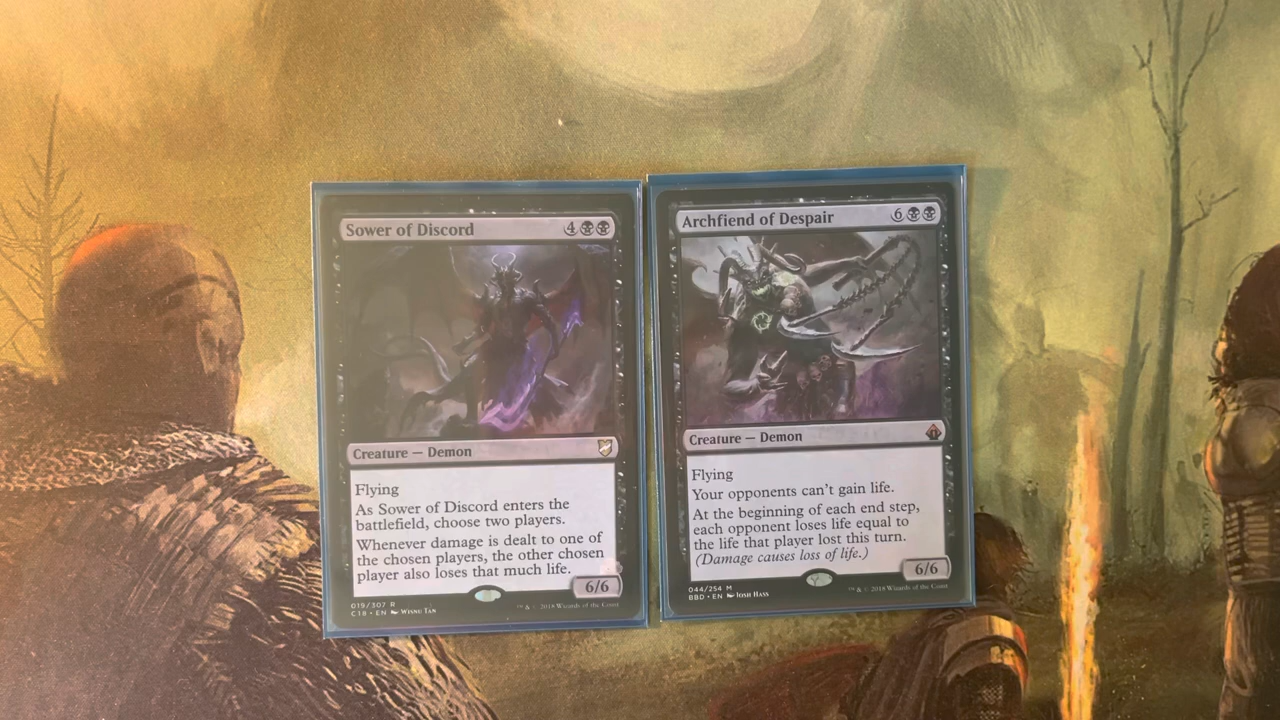 Sower of Discord 4
Creature — Demon
Flying
As Sower of Discord enters the
battlefield, choose two players.
Whenever damage is dealt to one of
the chosen players, the other chosen
player also loses that much life.
6/6
019/307 R
C18 • EN Wisnu Tan
™ & © 2018 Wizards of the Coast
Archfiend of Despair 6
Creature — Demon
Flying
Your opponents can't gain life.
At the beginning of each end step,
each opponent loses life equal to
the life that player lost this turn.
(Damage causes loss of life.)
6/6
044/254 M
BBD • EN Josh Hass
™ & © 2018 Wizards of the Coast